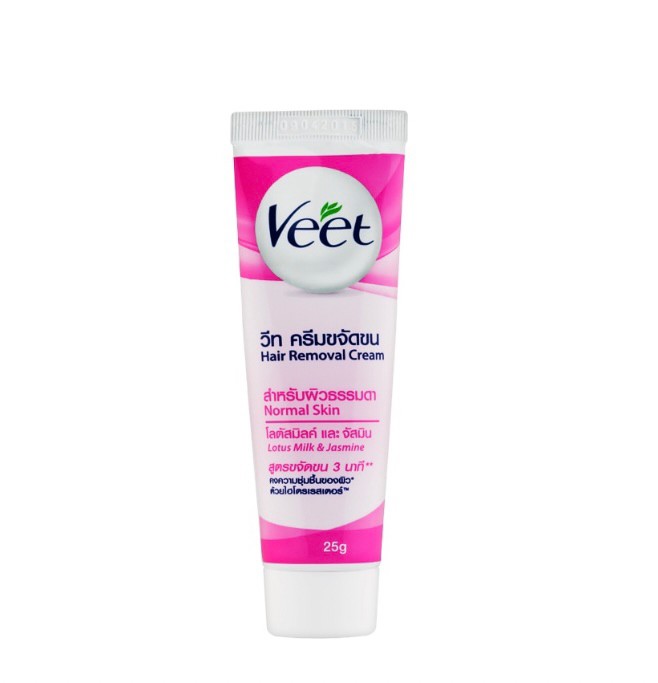 Veet
วีท ครีมขจัดขน
Hair Removal Cream
สำหรับผิวธรรมดา
Normal Skin
โลตัสมิลค์ และ จัสมิน
Lotus Milk & Jasmine
สูตรขจัดขน 3 นาที**
คงความชุ่มชื้นของผิว*
ด้วยไฮโดรเรสเตอร์™
25g